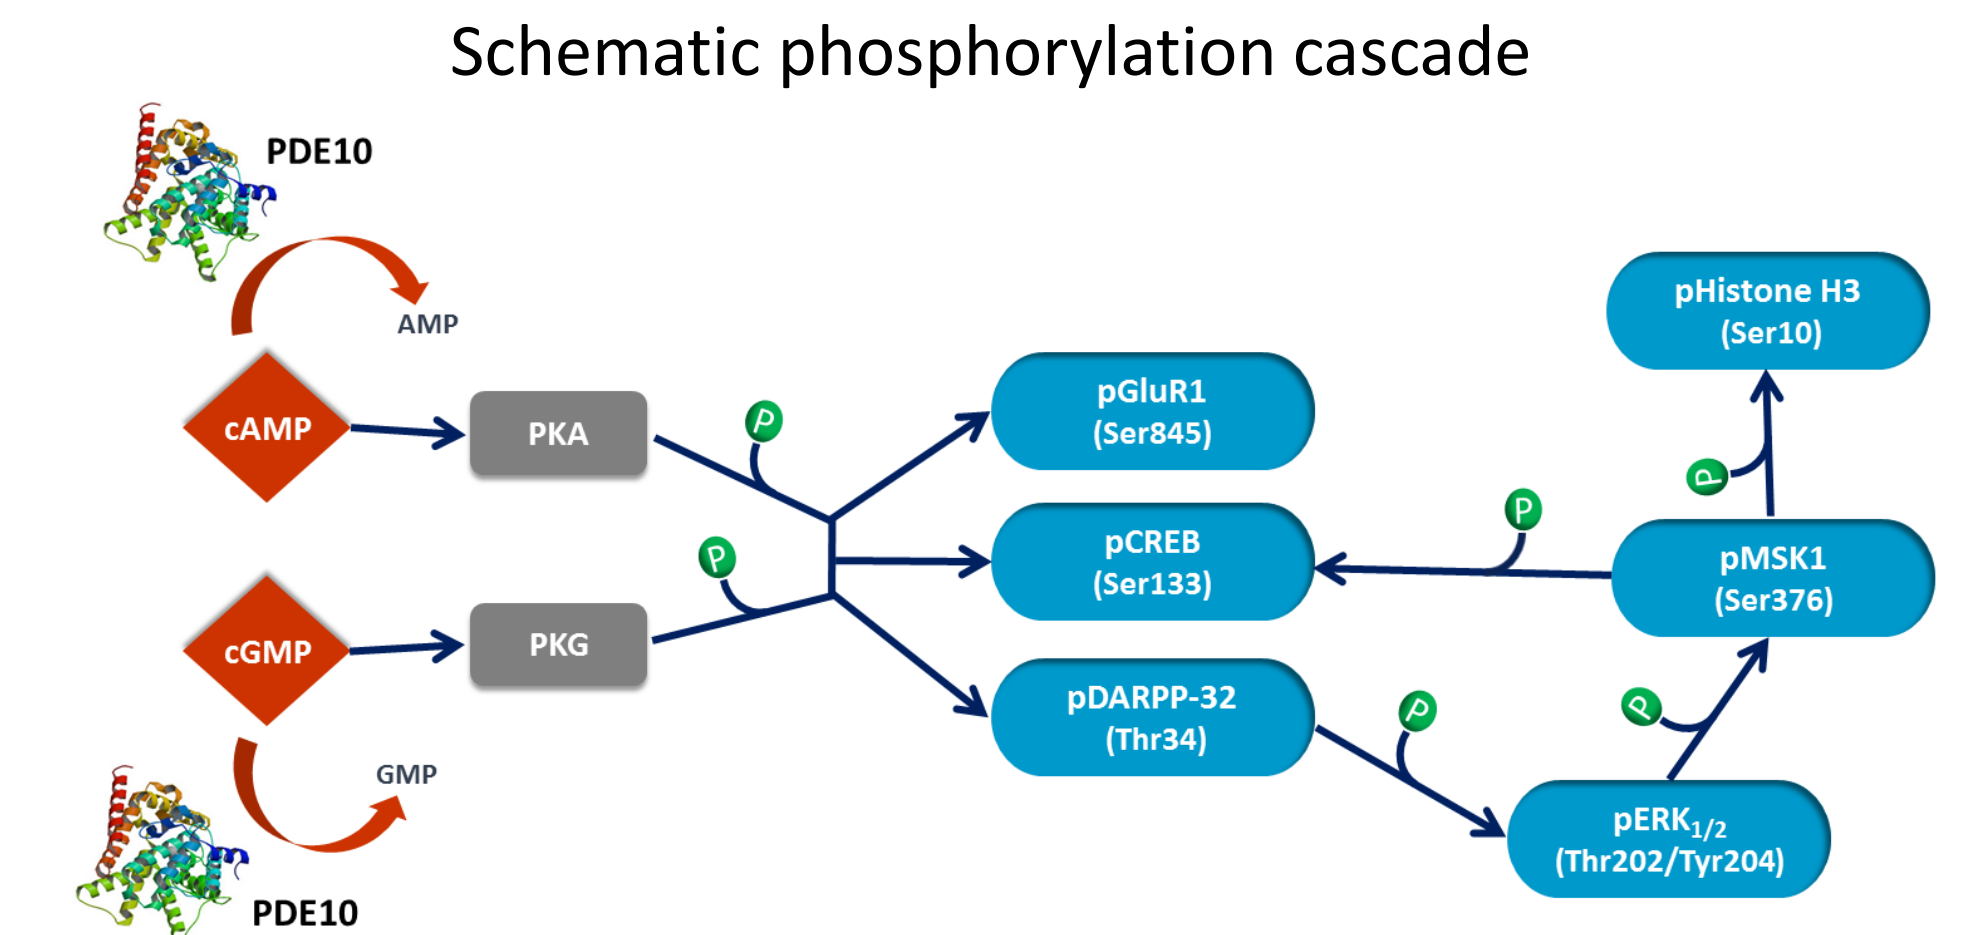 Schematic phosphorylation cascade
PDE10
AMP
cAMP
PKA
P
cGMP
PKG
P
GMP
PDE10
pGluR1
(Ser845)
pCREB
(Ser133)
pDARPP-32
(Thr34)
P
pERK1/2
(Thr202/Tyr204)
P
pMSK1
(Ser376)
P
P
pHistone H3
(Ser10)